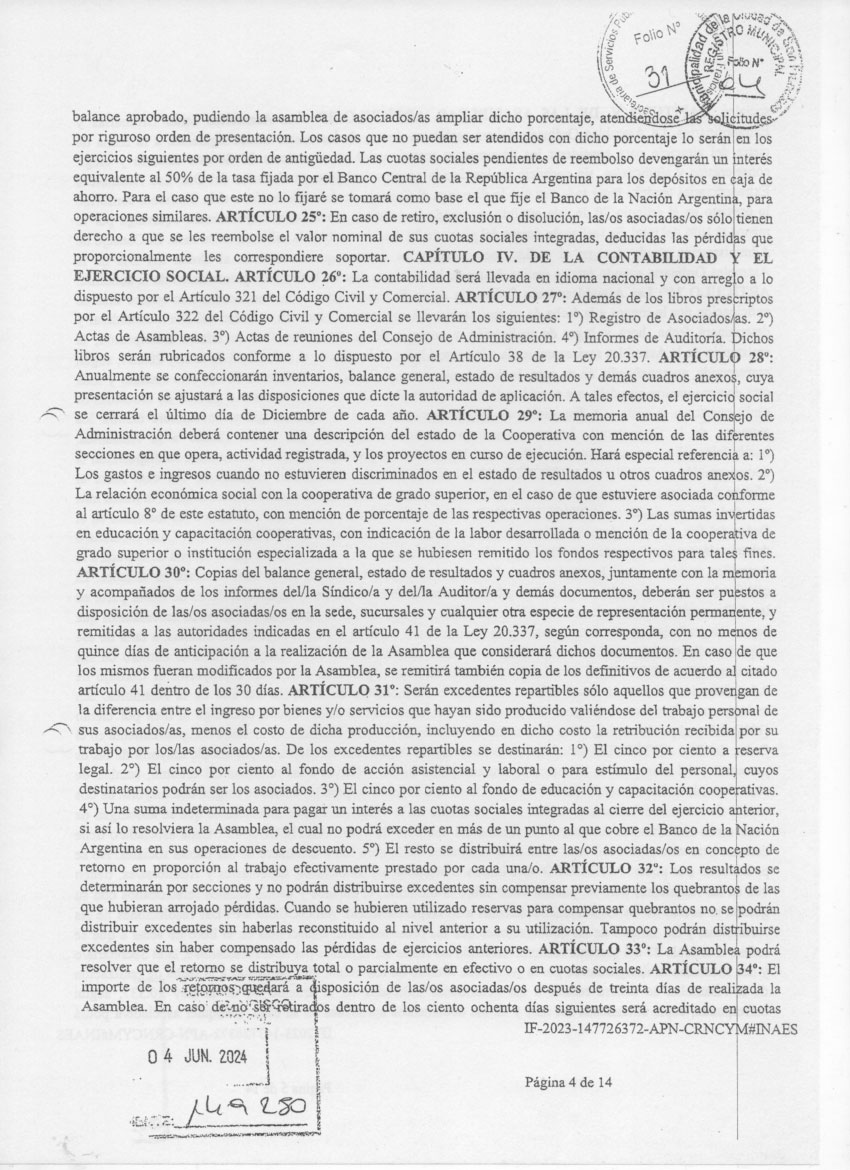 Secretaria de Servicios Púb
Folio Nº
31
Municipalidad de la Ciudad de San Francisco
REGISTRO MUNICIPAL
Folio Nº
04
balance aprobado, pudiendo la asamblea de asociados/as ampliar dicho porcentaje, atendiéndose las solicitudes
por riguroso orden de presentación. Los casos que no puedan ser atendidos con dicho porcentaje lo serán en los
ejercicios siguientes por orden de antigüedad. Las cuotas sociales pendientes de reembolso devengarán un interés
equivalente al 50% de la tasa fijada por el Banco Central de la República Argentina para los depósitos en caja de
ahorro. Para el caso que este no lo fijaré se tomará como base el que fije el Banco de la Nación Argentina, para
operaciones similares. ARTÍCULO 25º: En caso de retiro, exclusión o disolución, las/os asociadas/os sólo tienen
derecho a que se les reembolse el valor nominal de sus cuotas sociales integradas, deducidas las pérdidas que
proporcionalmente les correspondiere soportar. CAPÍTULO IV. DE LA CONTABILIDAD Y EL
EJERCICIO SOCIAL. ARTÍCULO 26º: La contabilidad será llevada en idioma nacional y con arreglo a lo
dispuesto por el Artículo 321 del Código Civil y Comercial. ARTÍCULO 27º: Además de los libros prescriptos
por el Artículo 322 del Código Civil y Comercial se llevarán los siguientes: 1º) Registro de Asociados/as. 2º)
Actas de Asambleas. 3º) Actas de reuniones del Consejo de Administración. 4º) Informes de Auditoría. Dichos
libros serán rubricados conforme a lo dispuesto por el Artículo 38 de la Ley 20.337. ARTÍCULO 28º:
Anualmente se confeccionarán inventarios, balance general, estado de resultados y demás cuadros anexos, cuya
presentación se ajustará a las disposiciones que dicte la autoridad de aplicación. A tales efectos, el ejercicio social
se cerrará el último día de Diciembre de cada año. ARTÍCULO 29º: La memoria anual del Consejo de
Administración deberá contener una descripción del estado de la Cooperativa con mención de las diferentes
secciones en que opera, actividad registrada, y los proyectos en curso de ejecución. Hará especial referencia a: 1º)
Los gastos e ingresos cuando no estuvieren discriminados en el estado de resultados u otros cuadros anexos. 2º)
La relación económica social con la cooperativa de grado superior, en el caso de que estuviere asociada conforme
al artículo 8º de este estatuto, con mención de porcentaje de las respectivas operaciones. 3º) Las sumas invertidas
en educación y capacitación cooperativas, con indicación de la labor desarrollada o mención de la cooperativa de
grado superior o institución especializada a la que se hubiesen remitido los fondos respectivos para tales fines.
ARTÍCULO 30º: Copias del balance general, estado de resultados y cuadros anexos, juntamente con la memoria
y acompañados de los informes del/la Síndico/a y del/la Auditor/a y demás documentos, deberán ser puestos a
disposición de las/os asociadas/os en la sede, sucursales y cualquier otra especie de representación permanente, y
remitidas a las autoridades indicadas en el artículo 41 de la Ley 20.337, según corresponda, con no menos de
quince días de anticipación a la realización de la Asamblea que considerará dichos documentos. En caso de que
los mismos fueran modificados por la Asamblea, se remitirá también copia de los definitivos de acuerdo al citado
artículo 41 dentro de los 30 días. ARTÍCULO 31º: Serán excedentes repartibles sólo aquellos que provengan de
la diferencia entre el ingreso por bienes y/o servicios que hayan sido producido valiéndose del trabajo personal de
sus asociados/as, menos el costo de dicha producción, incluyendo en dicho costo la retribución recibida por su
trabajo por los/las asociados/as. De los excedentes repartibles se destinarán: 1º) El cinco por ciento a reserva
legal. 2º) El cinco por ciento al fondo de acción asistencial y laboral o para estímulo del personal, cuyos
destinatarios podrán ser los asociados. 3º) El cinco por ciento al fondo de educación y capacitación cooperativas.
4º) Una suma indeterminada para pagar un interés a las cuotas sociales integradas al cierre del ejercicio anterior,
si así lo resolviera la Asamblea, el cual no podrá exceder en más de un punto al que cobre el Banco de la Nación
Argentina en sus operaciones de descuento. 5º) El resto se distribuirá entre las/os asociadas/os en concepto de
retorno en proporción al trabajo efectivamente prestado por cada una/o. ARTÍCULO 32º: Los resultados se
determinarán por secciones y no podrán distribuirse excedentes sin compensar previamente los quebrantos de las
que hubieran arrojado pérdidas. Cuando se hubieren utilizado reservas para compensar quebrantos no se podrán
distribuir excedentes sin haberlas reconstituido al nivel anterior a su utilización. Tampoco podrán distribuirse
excedentes sin haber compensado las pérdidas de ejercicios anteriores. ARTÍCULO 33º: La Asamblea podrá
resolver que el retorno se distribuya total o parcialmente en efectivo o en cuotas sociales. ARTÍCULO 34º: El
importe de los retornos quedará a disposición de las/os asociadas/os después de treinta días de realizada la
Asamblea. En caso de no ser retirados dentro de los ciento ochenta días siguientes será acreditado en cuotas
IF-2023-147726372-APN-CRNCYM#INAES
04 JUN. 2024
Página 4 de 14